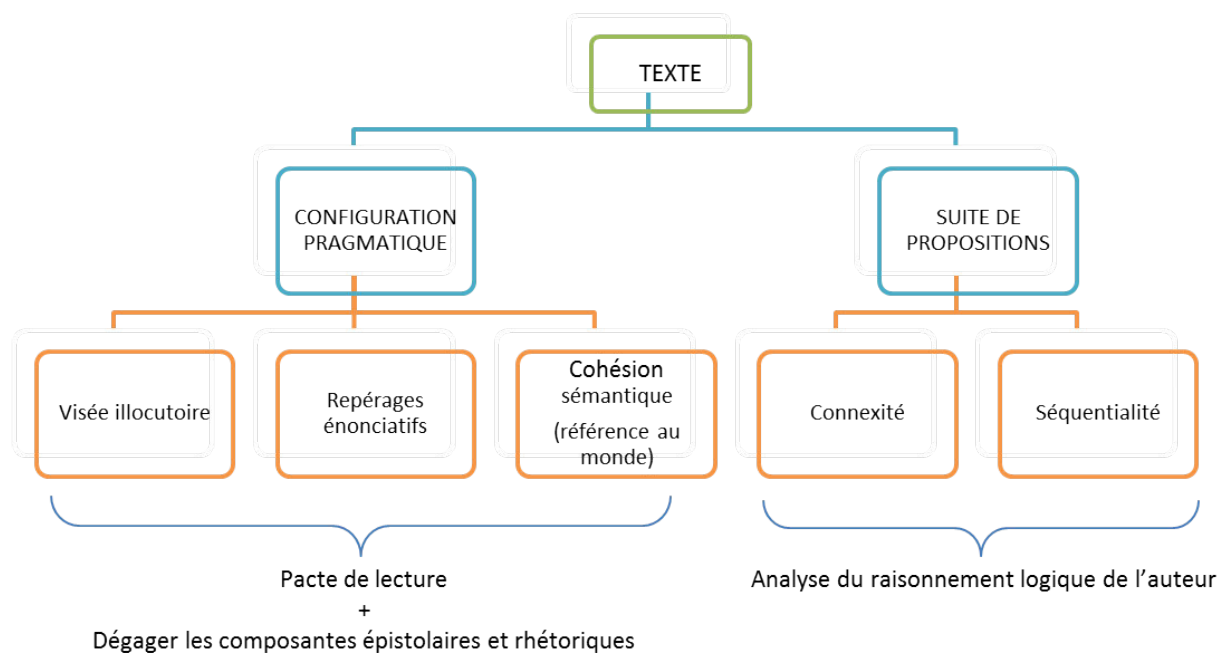 TEXTE
CONFIGURATION
PRAGMATIQUE
SUITE DE
PROPOSITIONS
Visée illocutoire
Repérages
énonciatifs
Cohésion
sémantique
(référence au
monde)
Connexité
Séquentialité
Pacte de lecture
+
Dégager les composantes épistolaires et rhétoriques
Analyse du raisonnement logique de l’auteur